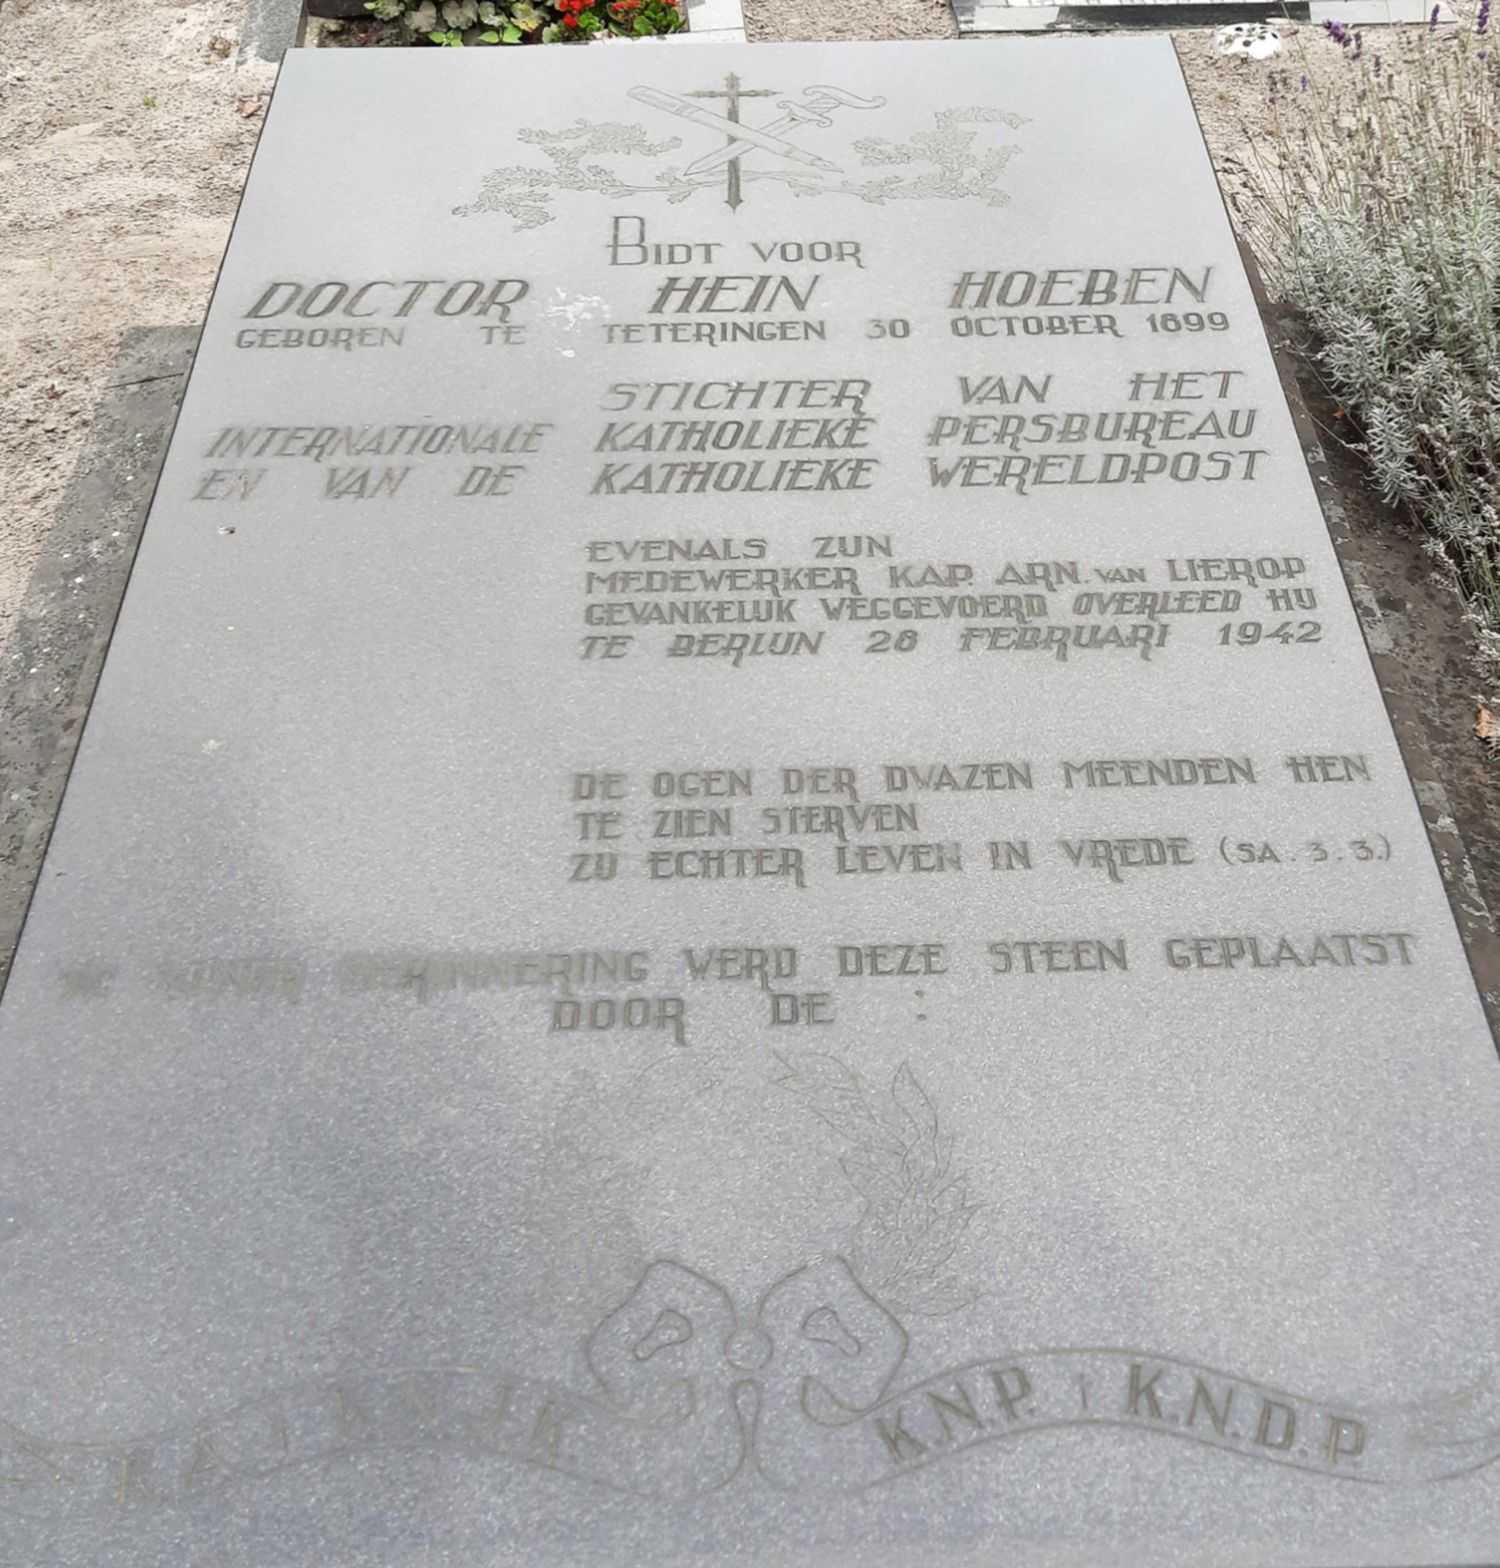 BIDT VOOR
DOCTOR HEIN HOEBEN
GEBOREN TE TETERINGEN 30 OCTOBER 1899
STICHTER VAN HET
INTERNATIONALE KATHOLIEKE PERSBUREAU
EN VAN DE KATHOLIEKE WERELDPOST
EVENALS ZIJN
MEDEWERKER KAP. ARN. VAN LIEROP
GEVANKELIJK WEGGEVOERD OVERLEED HIJ
TE BERLIJN 28 FEBRUARI 1942
DE OGEN DER DWAZEN MEENDEN HEN
TE ZIEN STERVEN
ZIJ ECHTER LEVEN IN VREDE (SA. 3. 3.)
HERINNERING WERD DEZE STEEN GEPLAATST
DOOR DE :
K.N.P. K.N.D.P.